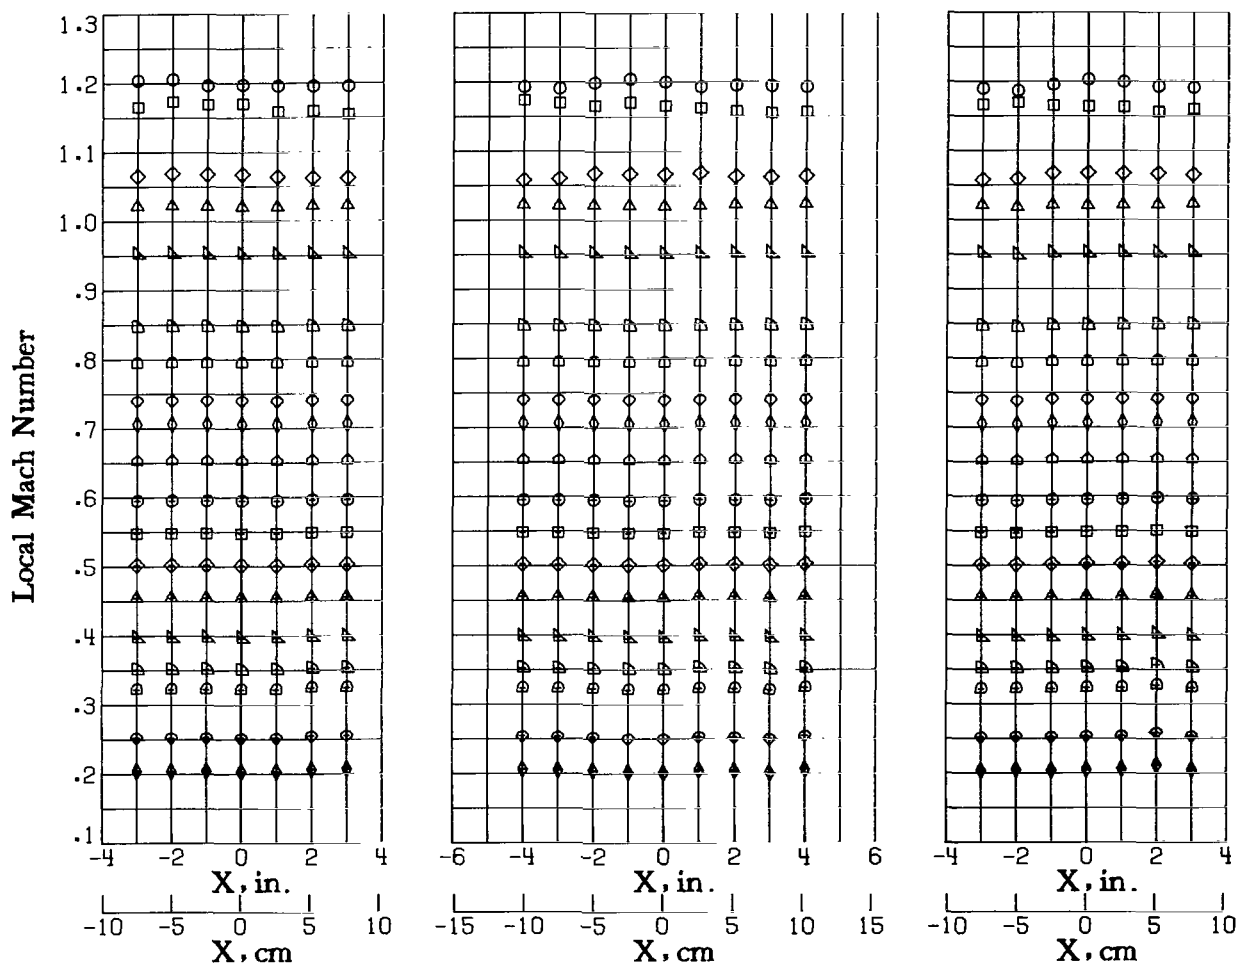 Local Mach Number
1.3
1.2
1.1
1.0
.9
.8
.7
.6
.5
.4
.3
.2
.1
-4 -2 0 2 4
X, in.
-10 -5 0 5 10
X, cm
-6 -4 -2 0 2 4 6
X, in.
-15 -10 -5 0 5 10 15
X, cm
-4 -2 0 2 4
X, in.
-10 -5 0 5 10
X, cm